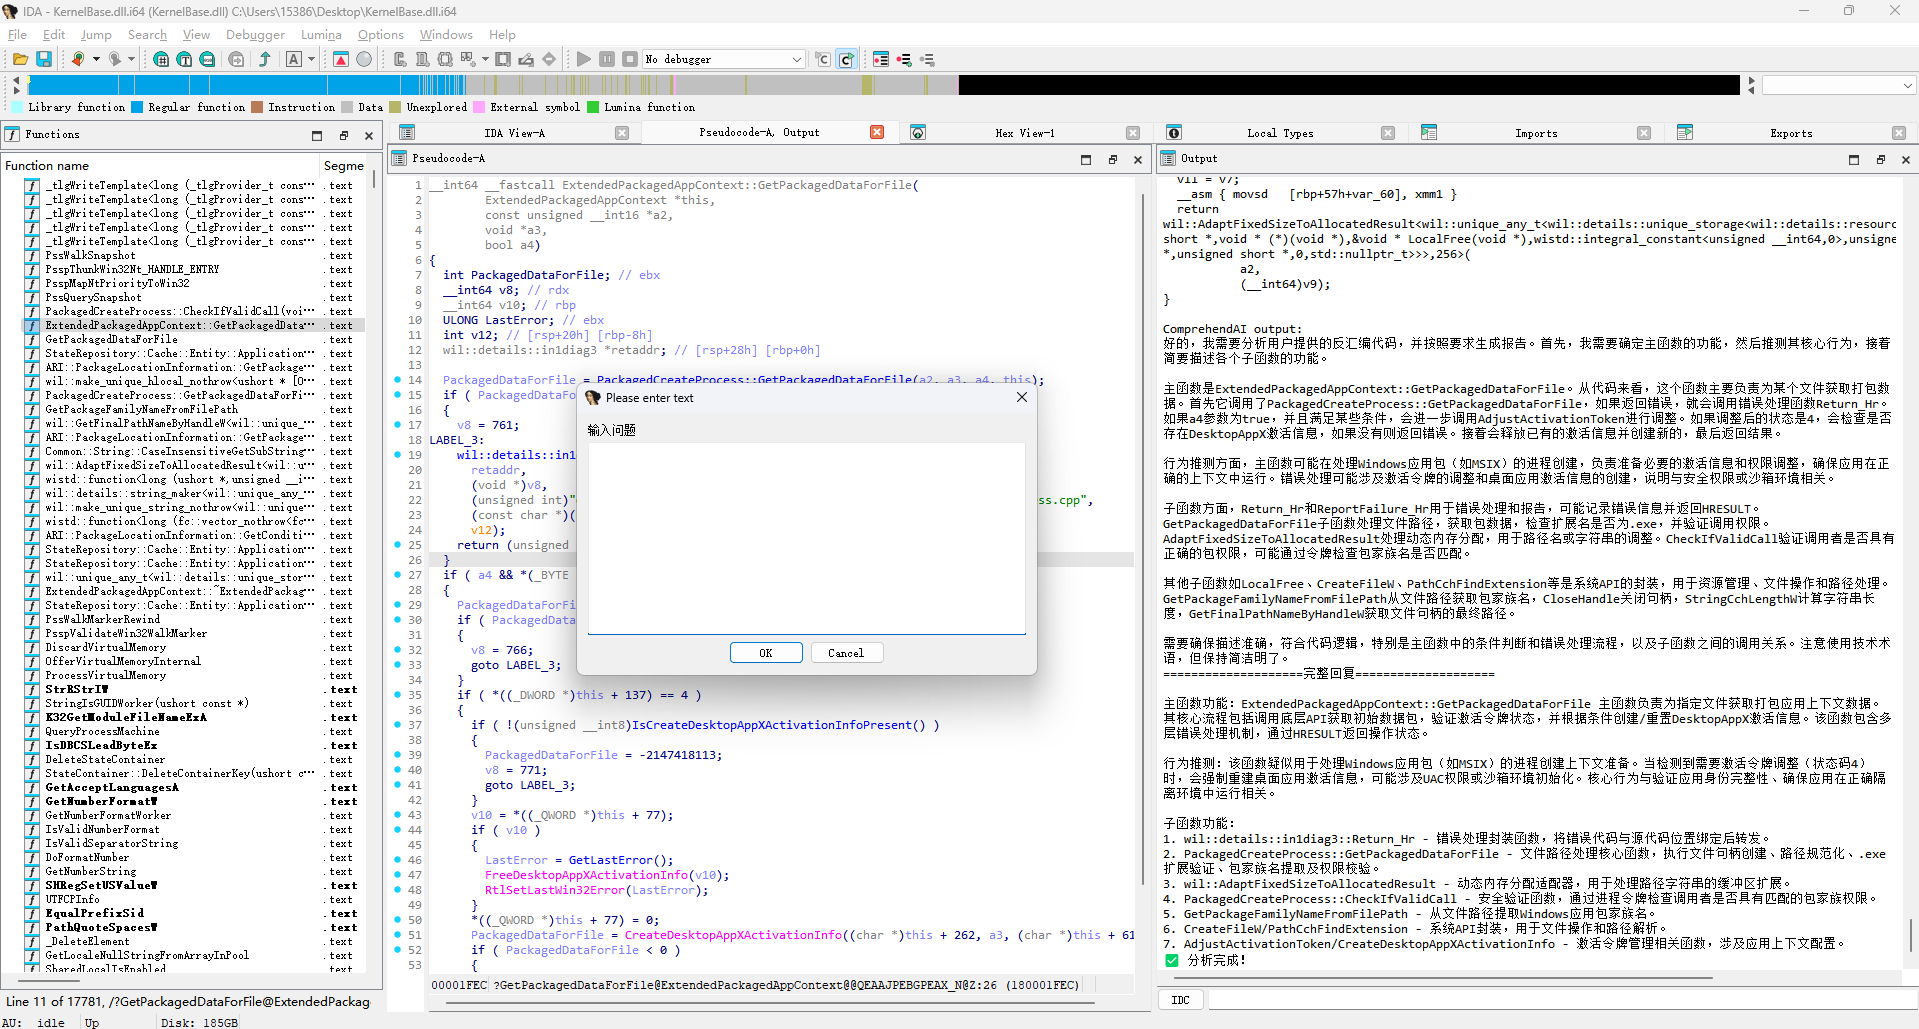 IDA - KernelBase.dll.i64 (KernelBase.dll) C:\Users\15386\Desktop\KernelBase.dll.i64
File Edit Jump Search View Debugger Lumina Options Windows Help
No debugger
Library function Regular function Instruction Data Unexplored External symbol Lumina function
Functions
Function name Segme
_tlgWriteTemplate<long (_tlgProvider_t cons… .text
_tlgWriteTemplate<long (_tlgProvider_t cons… .text
_tlgWriteTemplate<long (_tlgProvider_t cons… .text
_tlgWriteTemplate<long (_tlgProvider_t cons… .text
_tlgWriteTemplate<long (_tlgProvider_t cons… .text
PssWalkSnapshot .text
PsspThunkWin32Nt_HANDLE_ENTRY .text
PsspMapNtPriorityToWin32 .text
PssQuerySnapshot .text
PackagedCreateProcess::CheckIfValidCall(voi… .text
ExtendedPackagedAppContext::GetPackagedData… .text
GetPackagedDataForFile .text
StateRepository::Cache::Entity::Application… .text
ARI::PackageLocationInformation::GetPackage… .text
wil::make_unique_hlocal_nothrow<ushort * [0… .text
PackagedCreateProcess::GetPackagedDataForFi… .text
GetPackageFamilyNameFromFilePath .text
wil::GetFinalPathNameByHandleW<wil::unique_… .text
ARI::PackageLocationInformation::GetPackage… .text
Common::String::CaseInsensitiveGetSubString… .text
wil::AdaptFixedSizeToAllocatedResult<wil::u… .text
wistd::function<long (ushort *,unsigned __i… .text
wil::details::string_maker<wil::unique_any_… .text
wil::make_unique_string_nothrow<wil::unique… .text
wistd::function<long (fc::vector_nothrow<fc… .text
ARI::PackageLocationInformation::GetConditi… .text
StateRepository::Cache::Entity::Application… .text
StateRepository::Cache::Entity::Application… .text
wil::unique_any_t<wil::details::unique_stor… .text
ExtendedPackagedAppContext::~ExtendedPackag… .text
StateRepository::Cache::Entity::Application… .text
PssWalkMarkerRewind .text
PsspValidateWin32WalkMarker .text
DiscardVirtualMemory .text
OfferVirtualMemoryInternal .text
ProcessVirtualMemory .text
StrRStrIW .text
StringIsGUIDWorker(ushort const *) .text
K32GetModuleFileNameExA .text
QueryProcessMachine .text
IsDBCSLeadByteEx .text
DeleteStateContainer .text
StateContainer::DeleteContainerKey(ushort c… .text
GetAcceptLanguagesA .text
GetNumberFormatW .text
GetNumberFormatWorker .text
IsValidNumberFormat .text
IsValidSeparatorString .text
DoFormatNumber .text
GetNumberString .text
SHRegSetUSValueW .text
UTFCPInfo .text
EqualPrefixSid .text
PathQuoteSpacesW .text
_DeleteElement .text
GetLocaleNullStringFromArrayInPool .text
SharedLocalIsEnabled .text
Line 11 of 17781, /?GetPackagedDataForFile@ExtendedPackag
AU: idle Up Disk: 185GB
IDA View-A Pseudocode-A, Output Hex View-1 Local Types Imports Exports
Pseudocode-A
1 __int64 __fastcall ExtendedPackagedAppContext::GetPackagedDataForFile(
2 ExtendedPackagedAppContext *this,
3 const unsigned __int16 *a2,
4 void *a3,
5 bool a4)
6 {
7 int PackagedDataForFile; // ebx
8 __int64 v8; // rdx
9 __int64 v10; // rbp
10 ULONG LastError; // ebx
11 int v12; // [rsp+20h] [rbp-8h]
12 wil::details::in1diag3 *retaddr; // [rsp+28h] [rbp+0h]
13
14 PackagedDataForFile = PackagedCreateProcess::GetPackagedDataForFile(a2, a3, a4, this);
15 if ( PackagedDataFo
16 {
17 v8 = 761;
18 LABEL_3:
19 wil::details::in1
20 retaddr,
21 (void *)v8,
22 (unsigned int)" ss.cpp",
23 (const char *)(
24 v12);
25 return (unsigned
26 }
27 if ( a4 && *(_BYTE
28 {
29 PackagedDataForFi
30 if ( PackagedData
31 {
32 v8 = 766;
33 goto LABEL_3;
34 }
35 if ( *((_DWORD *)this + 137) == 4 )
36 {
37 if ( !(unsigned __int8)IsCreateDesktopAppXActivationInfoPresent() )
38 {
39 PackagedDataForFile = -2147418113;
40 v8 = 771;
41 goto LABEL_3;
42 }
43 v10 = *((_QWORD *)this + 77);
44 if ( v10 )
45 {
46 LastError = GetLastError();
47 FreeDesktopAppXActivationInfo(v10);
48 RtlSetLastWin32Error(LastError);
49 }
50 *((_QWORD *)this + 77) = 0;
51 PackagedDataForFile = CreateDesktopAppXActivationInfo((char *)this + 262, a3, (char *)this + 61
52 if ( PackagedDataForFile < 0 )
53 {
00001FEC ?GetPackagedDataForFile@ExtendedPackagedAppContext@@QEAAJPEBGPEAX_N@Z:26 (180001FEC)
Please enter text
输入问题
OK Cancel
Output
v11 = v7;
__asm { movsd [rbp+57h+var_60], xmm1 }
return
wil::AdaptFixedSizeToAllocatedResult<wil::unique_any_t<wil::details::unique_storage<wil::details::resourc
short *,void * (*)(void *),&void * LocalFree(void *),wistd::integral_constant<unsigned __int64,0>,unsigne
*,unsigned short *,0,std::nullptr_t>>>,256>(
a2,
(__int64)v9);
}
ComprehendAI output:
好的，我需要分析用户提供的反汇编代码，并按照要求生成报告。首先，我需要确定主函数的功能，然后推测其核心行为，接着
简要描述各个子函数的功能。
主函数是ExtendedPackagedAppContext::GetPackagedDataForFile。从代码来看，这个函数主要负责为某个文件获取打包数
据。首先它调用了PackagedCreateProcess::GetPackagedDataForFile，如果返回错误，就会调用错误处理函数Return_Hr。
如果a4参数为true，并且满足某些条件，会进一步调用AdjustActivationToken进行调整。如果调整后的状态是4，会检查是否
存在DesktopAppX激活信息，如果没有则返回错误。接着会释放已有的激活信息并创建新的，最后返回结果。
行为推测方面，主函数可能在处理Windows应用包（如MSIX）的进程创建，负责准备必要的激活信息和权限调整，确保应用在正
确的上下文中运行。错误处理可能涉及激活令牌的调整和桌面应用激活信息的创建，说明与安全权限或沙箱环境相关。
子函数方面，Return_Hr和ReportFailure_Hr用于错误处理和报告，可能记录错误信息并返回HRESULT。
GetPackagedDataForFile子函数处理文件路径，获取包数据，检查扩展名是否为.exe，并验证调用权限。
AdaptFixedSizeToAllocatedResult处理动态内存分配，用于路径名或字符串的调整。CheckIfValidCall验证调用者是否具有
正确的包权限，可能通过令牌检查包家族名是否匹配。
其他子函数如LocalFree、CreateFileW、PathCchFindExtension等是系统API的封装，用于资源管理、文件操作和路径处理。
GetPackageFamilyNameFromFilePath从文件路径获取包家族名，CloseHandle关闭句柄，StringCchLengthW计算字符串长
度，GetFinalPathNameByHandleW获取文件句柄的最终路径。
需要确保描述准确，符合代码逻辑，特别是主函数中的条件判断和错误处理流程，以及子函数之间的调用关系。注意使用技术术
语，但保持简洁明了。
=====================完整回复=====================
主函数功能：ExtendedPackagedAppContext::GetPackagedDataForFile 主函数负责为指定文件获取打包应用上下文数据。
其核心流程包括调用底层API获取初始数据包，验证激活令牌状态，并根据条件创建/重置DesktopAppX激活信息。该函数包含多
层错误处理机制，通过HRESULT返回操作状态。
行为推测：该函数疑似用于处理Windows应用包（如MSIX）的进程创建上下文准备。当检测到需要激活令牌调整（状态码4）
时，会强制重建桌面应用激活信息，可能涉及UAC权限或沙箱环境初始化。核心行为与验证应用身份完整性、确保应用在正确隔
离环境中运行相关。
子函数功能：
1. wil::details::in1diag3::Return_Hr - 错误处理封装函数，将错误代码与源代码位置绑定后转发。
2. PackagedCreateProcess::GetPackagedDataForFile - 文件路径处理核心函数，执行文件句柄创建、路径规范化、.exe
扩展验证、包家族名提取及权限校验。
3. wil::AdaptFixedSizeToAllocatedResult - 动态内存分配适配器，用于处理路径字符串的缓冲区扩展。
4. PackagedCreateProcess::CheckIfValidCall - 安全验证函数，通过进程令牌检查调用者是否具有匹配的包家族权限。
5. GetPackageFamilyNameFromFilePath - 从文件路径提取Windows应用包家族名。
6. CreateFileW/PathCchFindExtension - 系统API封装，用于文件操作和路径解析。
7. AdjustActivationToken/CreateDesktopAppXActivationInfo - 激活令牌管理相关函数，涉及应用上下文配置。
✅ 分析完成!
IDC